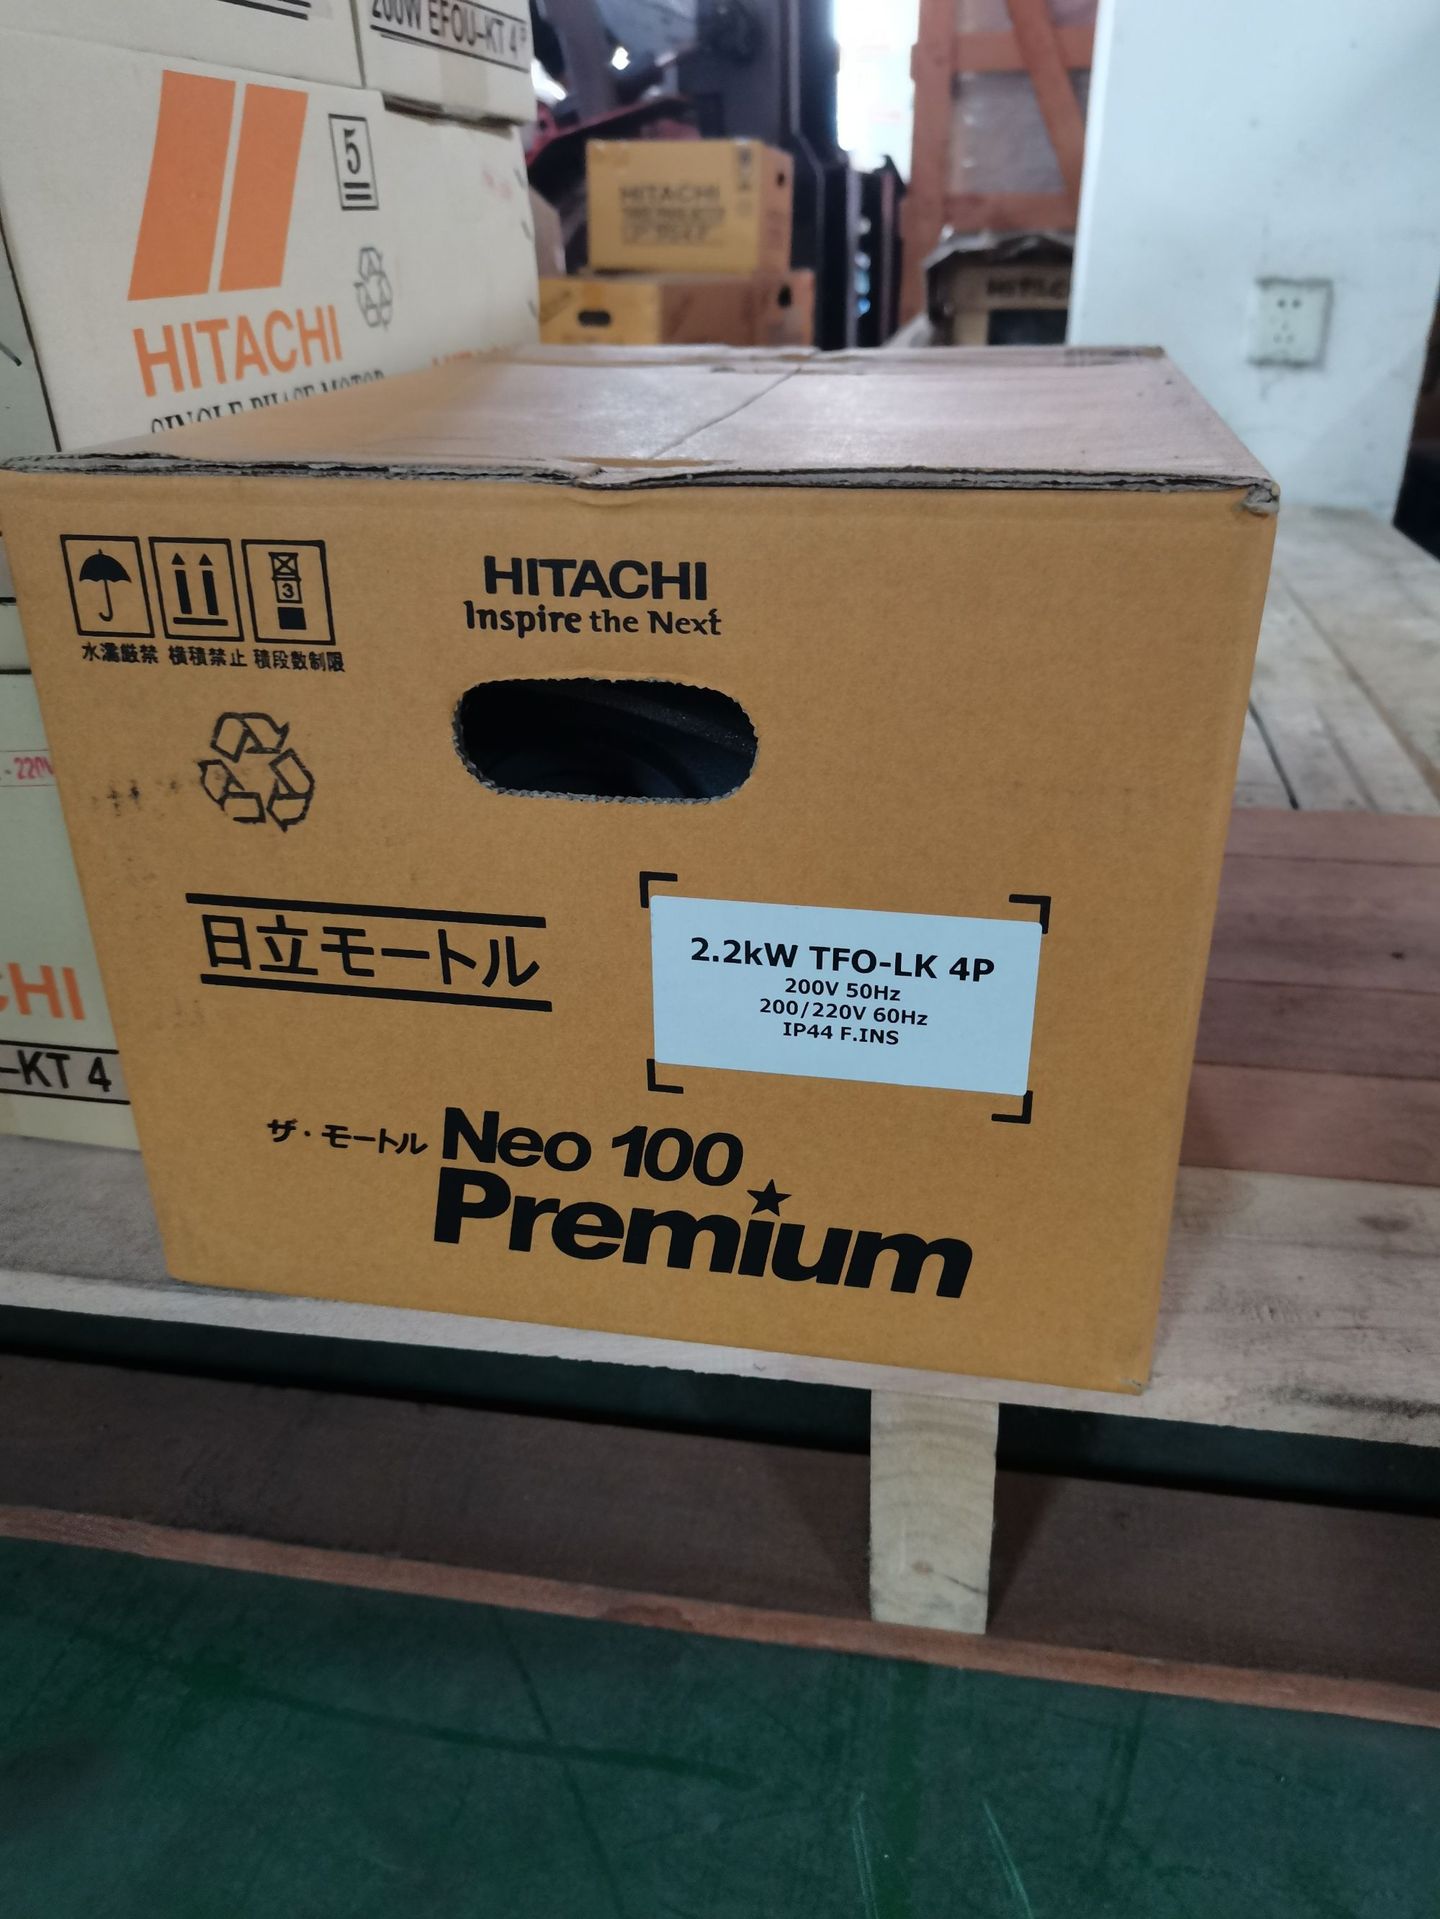 200W EFOU-KT 4P
5
HITACHI
SINGLE PHASE MOTOR
HITACHI
HITACHI
HITACHI
Inspire the Next
3
水濡厳禁 横積禁止 積段数制限
-220V
日立モートル
2.2kW TFO-LK 4P
200V 50Hz
200/220V 60Hz
IP44 F.INS
CHI
-KT 4
ザ・モートル Neo 100
Premium